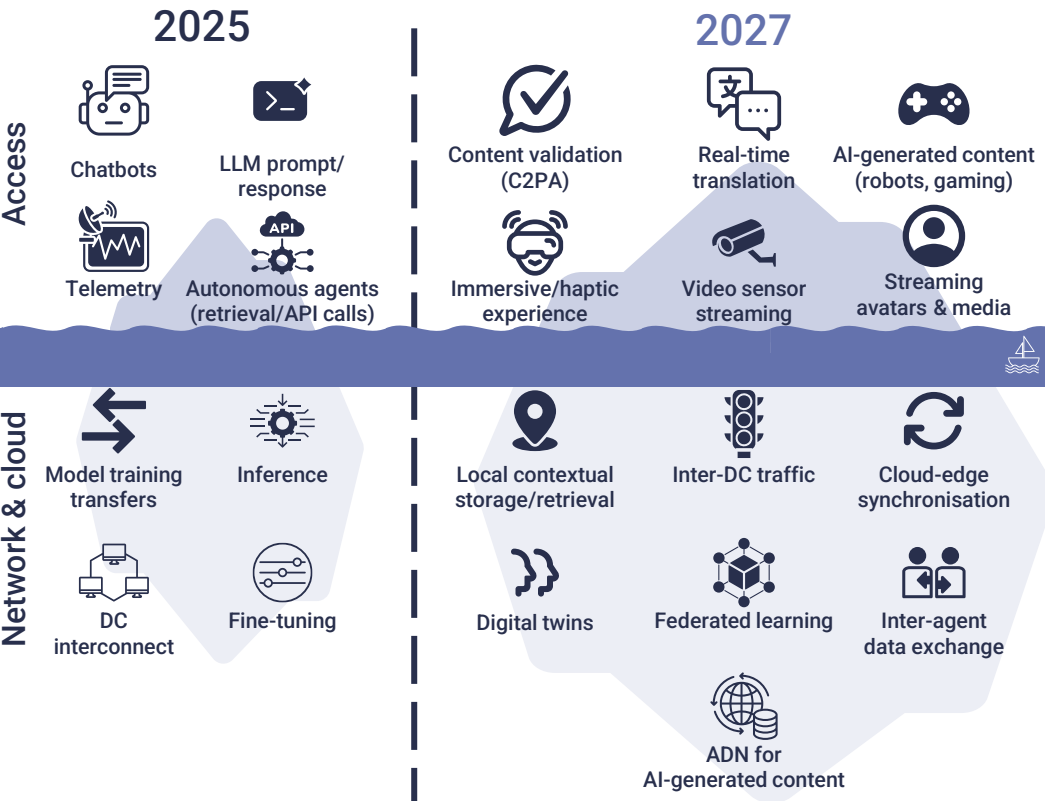 2025
2027
Access
Chatbots
LLM prompt/
response
Content validation
(C2PA)
文
Real-time
translation
AI-generated content
(robots, gaming)
Telemetry
API
Autonomous agents
(retrieval/API calls)
Immersive/haptic
experience
Video sensor
streaming
Streaming
avatars & media
Network & cloud
Model training
transfers
Inference
Local contextual
storage/retrieval
Inter-DC traffic
Cloud-edge
synchronisation
DC
interconnect
Fine-tuning
Digital twins
Federated learning
Inter-agent
data exchange
ADN for
AI-generated content